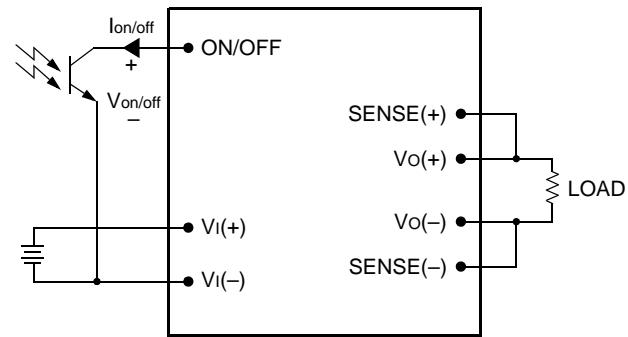 Ion/off
+
ON/OFF
Von/off
–
SENSE(+)
VO(+)
LOAD
VO(–)
SENSE(–)
VI(+)
VI(–)